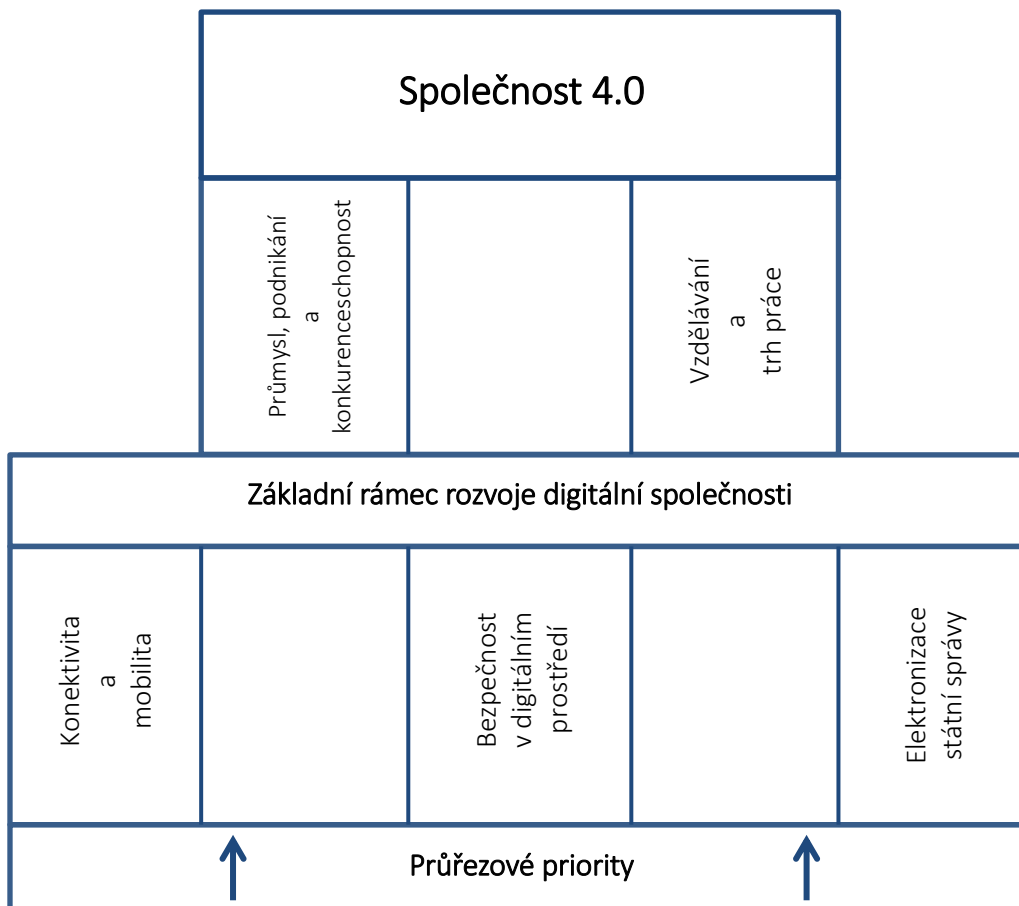 Společnost 4.0
Průmysl, podnikání
a
konkurenceschopnost
Vzdělávání
a
trh práce
Základní rámec rozvoje digitální společnosti
Konektivita
a
mobilita
Bezpečnost
v digitálním
prostředí
Elektronizace
státní správy
Průřezové priority